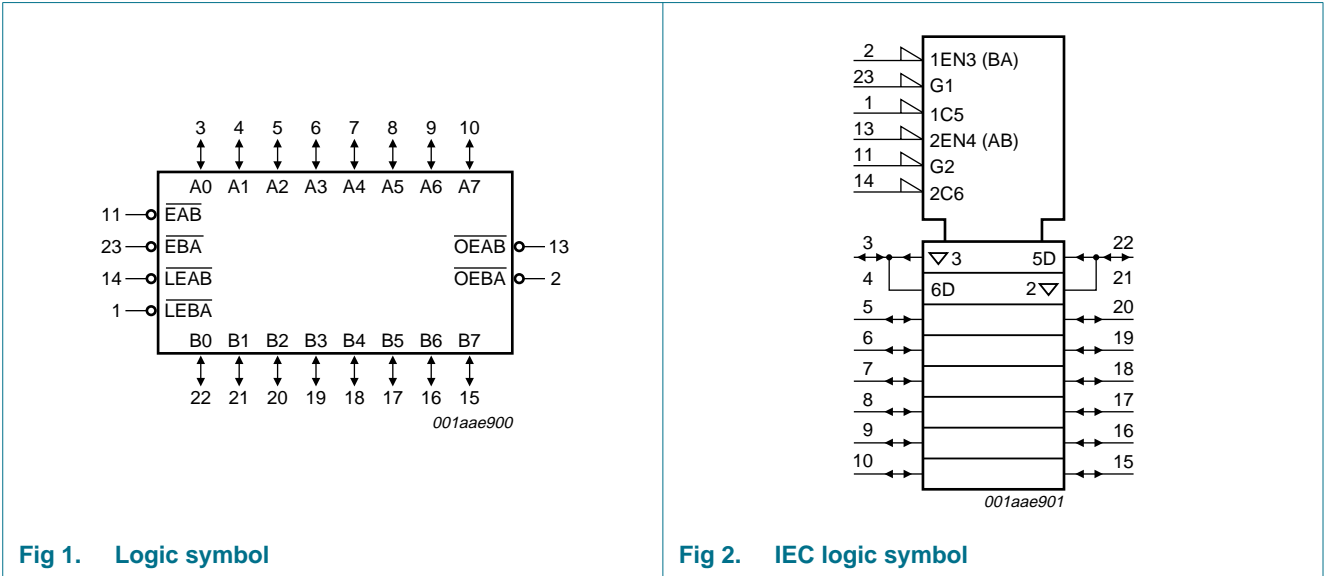 3 4 5 6 7 8 9 10
A0 A1 A2 A3 A4 A5 A6 A7
11 EAB
23 EBA OEAB 13
14 LEAB OEBA 2
1 LEBA
B0 B1 B2 B3 B4 B5 B6 B7
22 21 20 19 18 17 16 15
001aae900
Fig 1. Logic symbol
2 1EN3 (BA)
23 G1
1 1C5
13 2EN4 (AB)
11 G2
14 2C6
3 ▽3 5D 22
4 6D 2▽ 21
5 20
6 19
7 18
8 17
9 16
10 15
001aae901
Fig 2. IEC logic symbol